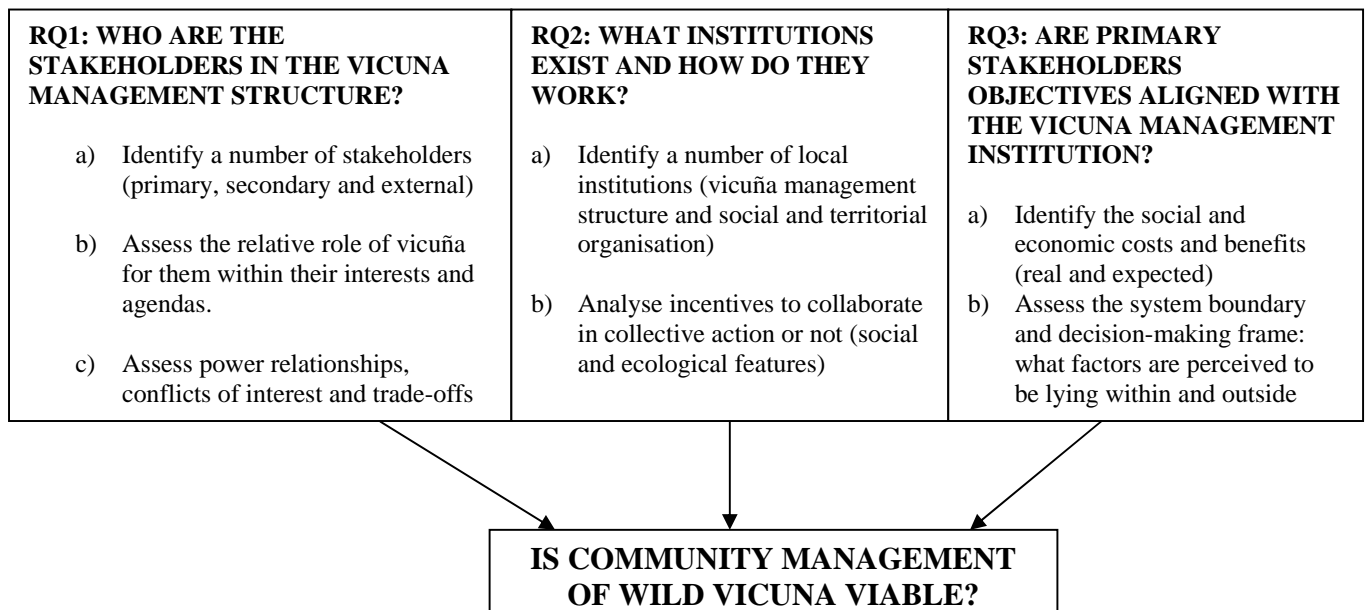 RQ1: WHO ARE THE
STAKEHOLDERS IN THE VICUNA
MANAGEMENT STRUCTURE?
a) Identify a number of stakeholders
(primary, secondary and external)
b) Assess the relative role of vicuña
for them within their interests and
agendas.
c) Assess power relationships,
conflicts of interest and trade-offs
RQ2: WHAT INSTITUTIONS
EXIST AND HOW DO THEY
WORK?
a) Identify a number of local
institutions (vicuña management
structure and social and territorial
organisation)
b) Analyse incentives to collaborate
in collective action or not (social
and ecological features)
RQ3: ARE PRIMARY
STAKEHOLDERS
OBJECTIVES ALIGNED WITH
THE VICUNA MANAGEMENT
INSTITUTION?
a) Identify the social and
economic costs and benefits
(real and expected)
b) Assess the system boundary
and decision-making frame:
what factors are perceived to
be lying within and outside
IS COMMUNITY MANAGEMENT
OF WILD VICUNA VIABLE?